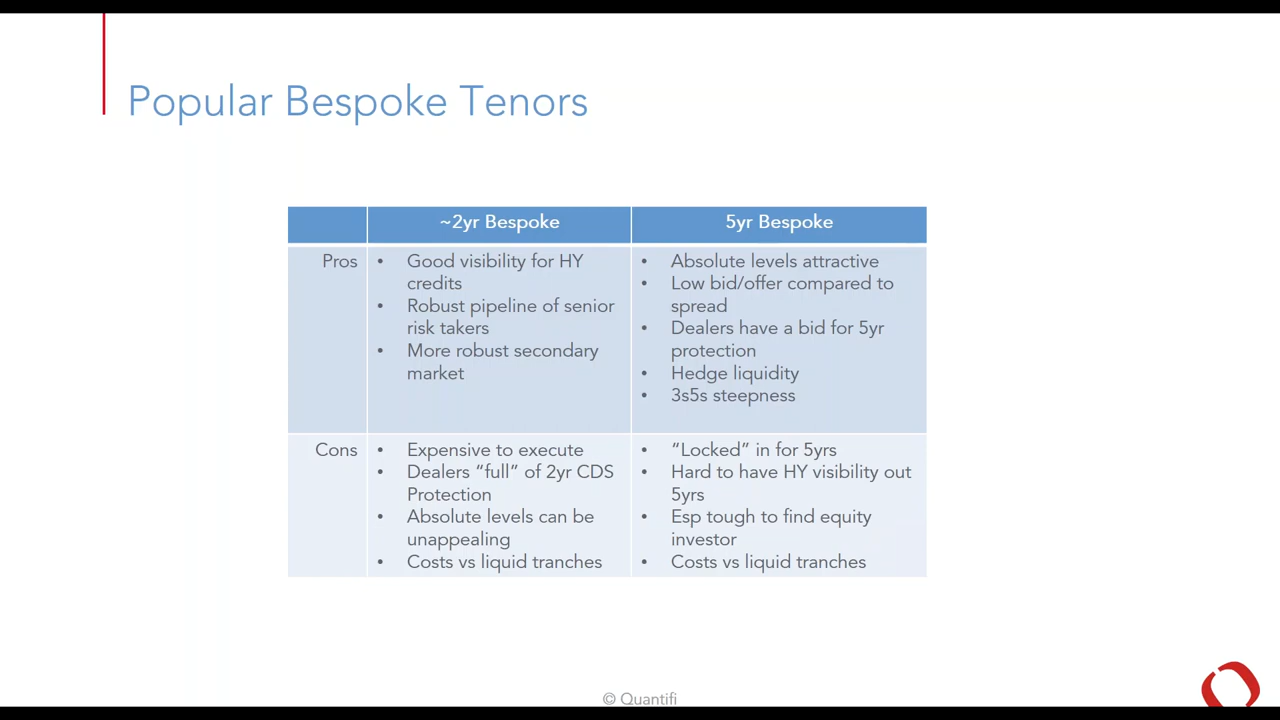 Popular Bespoke Tenors
~2yr Bespoke
5yr Bespoke
Pros
• Good visibility for HY
credits
• Robust pipeline of senior
risk takers
• More robust secondary
market
• Absolute levels attractive
• Low bid/offer compared to
spread
• Dealers have a bid for 5yr
protection
• Hedge liquidity
• 3s5s steepness
Cons
• Expensive to execute
• Dealers “full” of 2yr CDS
Protection
• Absolute levels can be
unappealing
• Costs vs liquid tranches
• “Locked” in for 5yrs
• Hard to have HY visibility out
5yrs
• Esp tough to find equity
investor
• Costs vs liquid tranches
© Quantifi